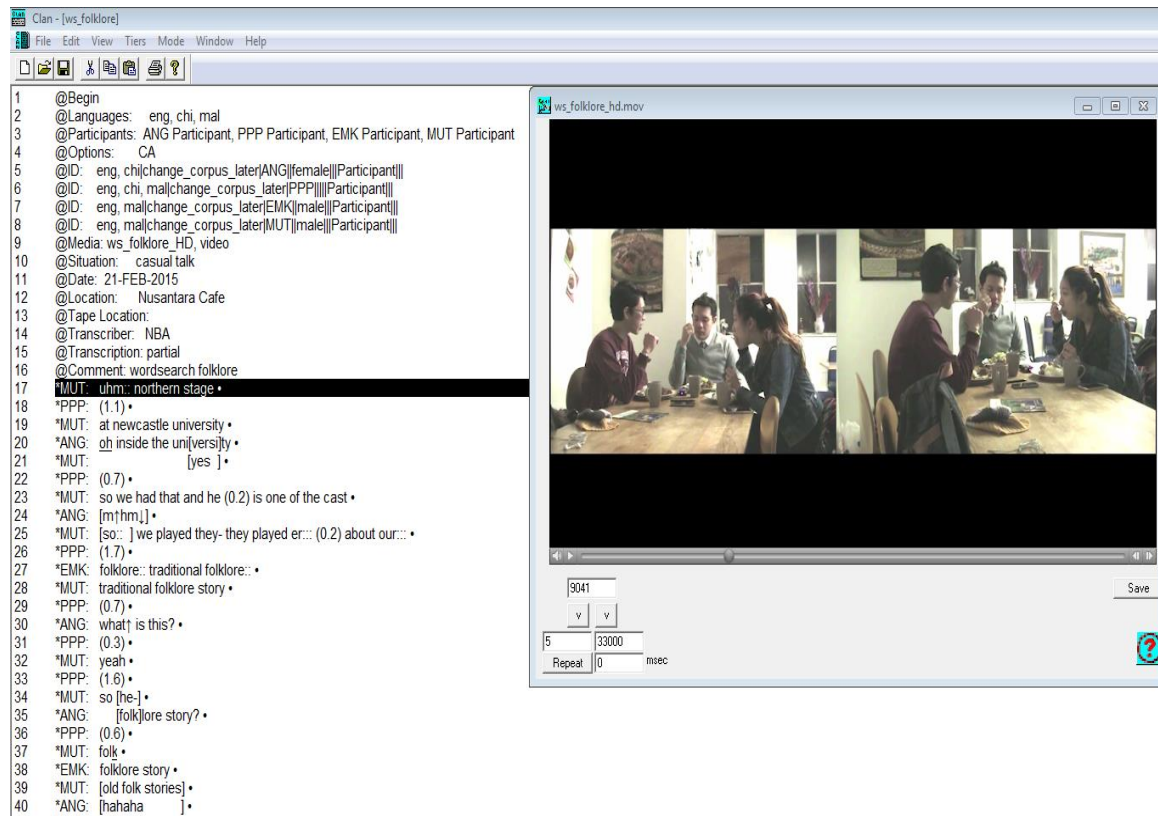 Clan - [ws_folklore]
File Edit View Tiers Mode Window Help
1 @Begin
2 @Languages: eng, chi, mal
3 @Participants: ANG Participant, PPP Participant, EMK Participant, MUT Participant
4 @Options: CA
5 @ID: eng, chi|change_corpus_later|ANG||female|||Participant|||
6 @ID: eng, chi, mal|change_corpus_later|PPP|||||Participant|||
7 @ID: eng, mal|change_corpus_later|EMK||male|||Participant|||
8 @ID: eng, mal|change_corpus_later|MUT||male|||Participant|||
9 @Media: ws_folklore_HD, video
10 @Situation: casual talk
11 @Date: 21-FEB-2015
12 @Location: Nusantara Cafe
13 @Tape Location:
14 @Transcriber: NBA
15 @Transcription: partial
16 @Comment: wordsearch folklore
17 *MUT: uhm:: northern stage •
18 *PPP: (1.1) •
19 *MUT: at newcastle university •
20 *ANG: oh inside the uni[versi]ty •
21 *MUT: [yes ] •
22 *PPP: (0.7) •
23 *MUT: so we had that and he (0.2) is one of the cast •
24 *ANG: [m↑hm↓] •
25 *MUT: [so:: ] we played they- they played er::: (0.2) about our::: •
26 *PPP: (1.7) •
27 *EMK: folklore:: traditional folklore:: •
28 *MUT: traditional folklore story •
29 *PPP: (0.7) •
30 *ANG: what↑ is this? •
31 *PPP: (0.3) •
32 *MUT: yeah •
33 *PPP: (1.6) •
34 *MUT: so [he-] •
35 *ANG: [folk]lore story? •
36 *PPP: (0.6) •
37 *MUT: folk •
38 *EMK: folklore story •
39 *MUT: [old folk stories] •
40 *ANG: [hahaha ] •
ws_folklore_hd.mov
9041
Save
v v
5 33000
Repeat 0 msec